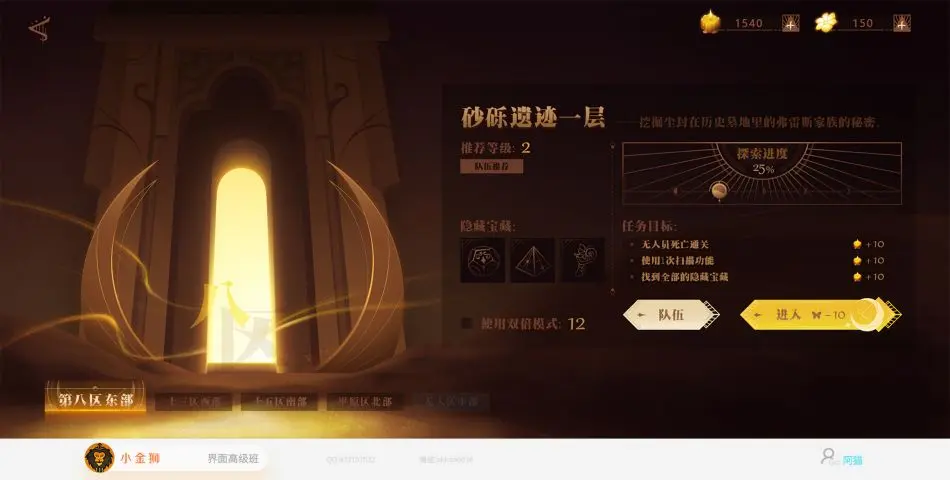 1540
150
砂砾遗迹一层
挖掘尘封在历史墓地里的弗雷斯家族的秘密。
推荐等级: 2
队伍推荐
探索进度
25%
隐藏宝藏:
任务目标:
无人员死亡通关 +10
使用1次扫描功能 +10
找到全部的隐藏宝藏 +10
使用双倍模式: 12
队伍
进入 -10
八区
第八区东部
十三区西部
十五区南部
平原区北部
小金狮
界面高级班
阿猫